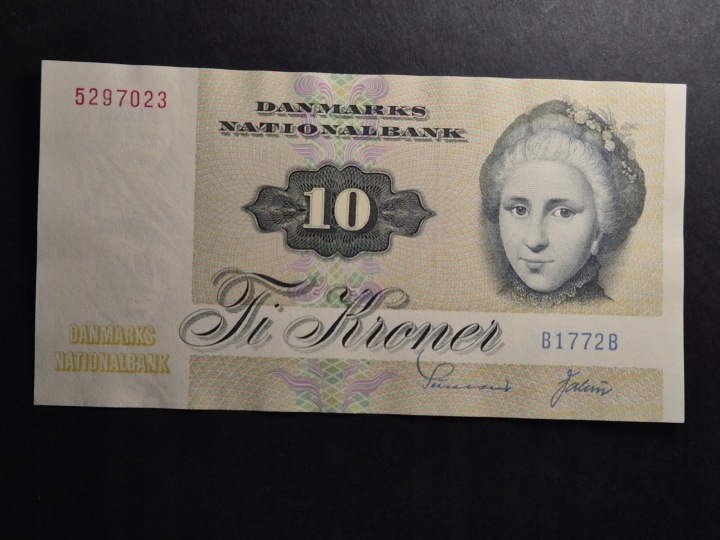 5297023
DANMARKS
NATIONALBANK
10
Ti Kroner
B1772B
DANMARKS
NATIONALBANK